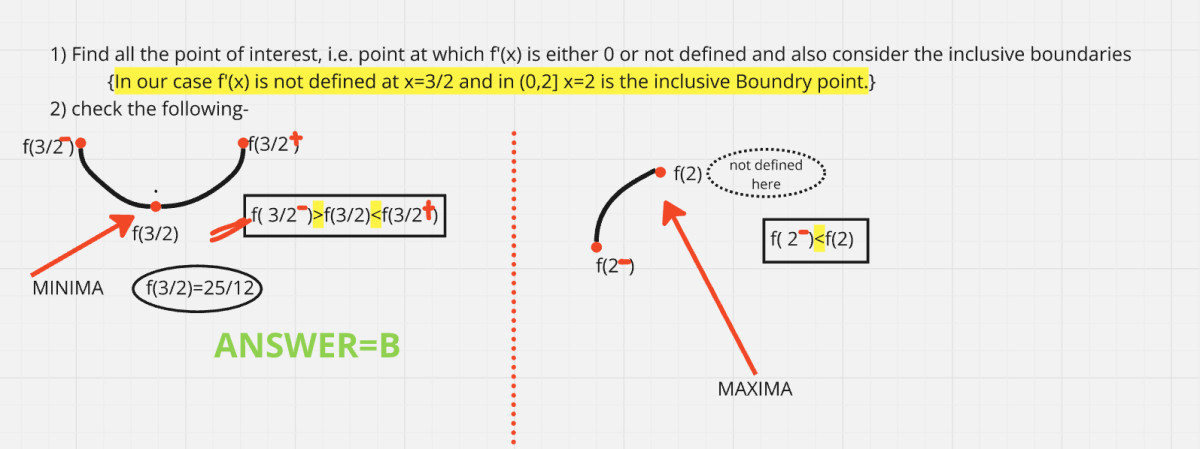 1) Find all the point of interest, i.e. point at which f'(x) is either 0 or not defined and also consider the inclusive boundaries
{In our case f'(x) is not defined at x=3/2 and in (0,2] x=2 is the inclusive Boundry point.}
2) check the following-
f(3/2⁻)
f(3/2⁺)
f(3/2)
f( 3/2⁻)>f(3/2)<f(3/2⁺)
MINIMA
f(3/2)=25/12
ANSWER=B
f(2)
not defined
here
f(2⁻)
f( 2⁻)<f(2)
MAXIMA